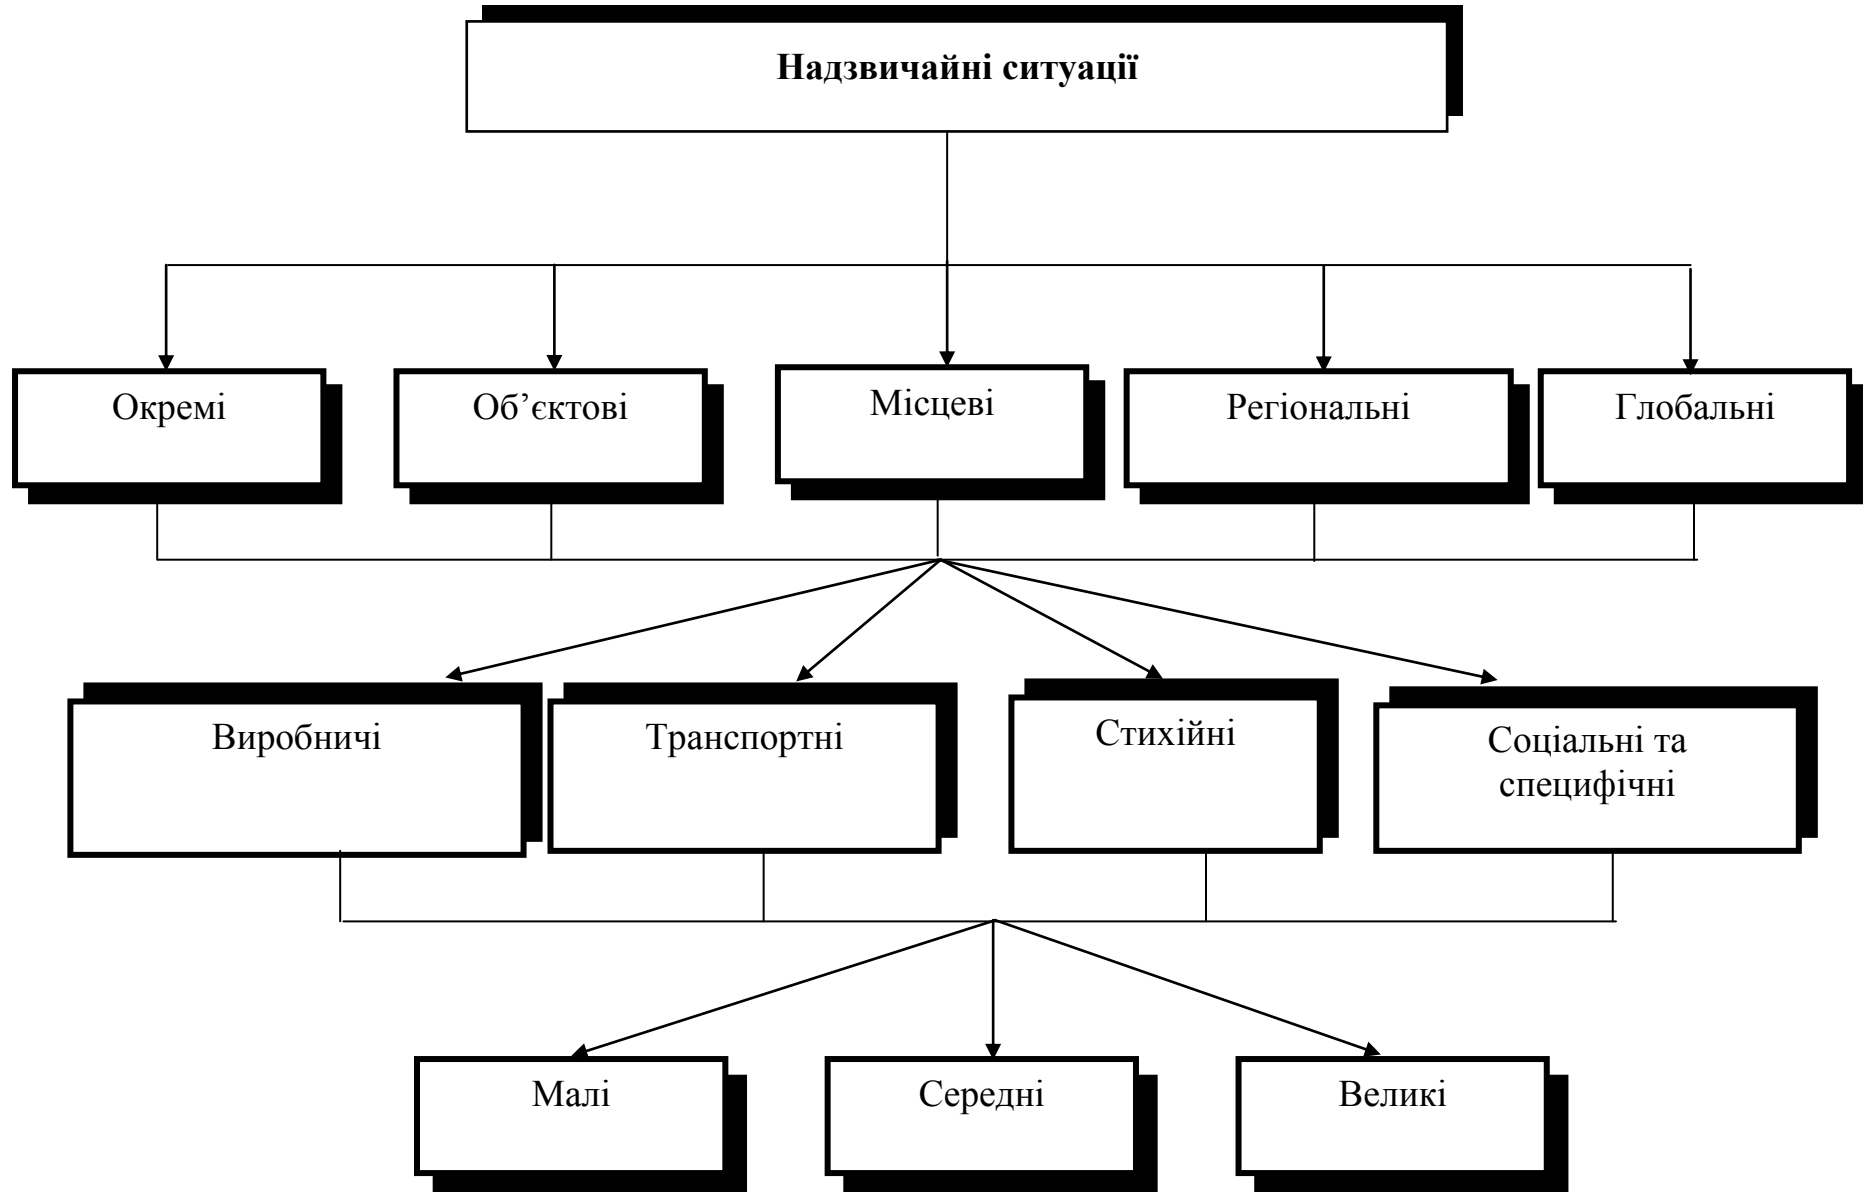 Надзвичайні ситуації
Окремі
Об’єктові
Місцеві
Регіональні
Глобальні
Виробничі
Транспортні
Стихійні
Соціальні та
специфічні
Малі
Середні
Великі